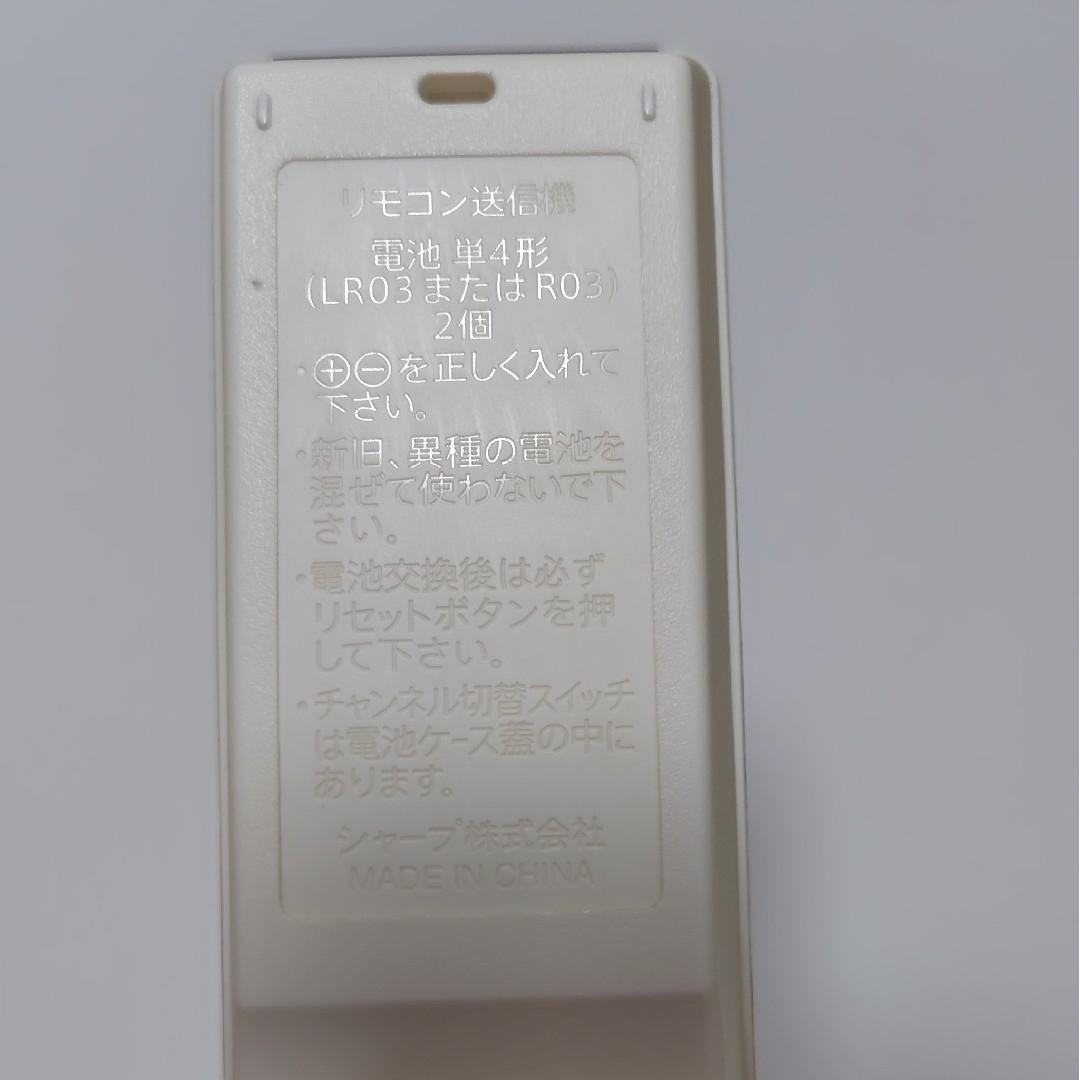 リモコン送信機
電池 単4形
(LR03またはR03)
2個
・⊕⊖を正しく入れて
下さい。
・新旧、異種の電池を
混ぜて使わないで下
さい。
・電池交換後は必ず
リセットボタンを押
して下さい。
・チャンネル切替スイッチ
は電池ケース蓋の中に
あります。
シャープ株式会社
MADE IN CHINA